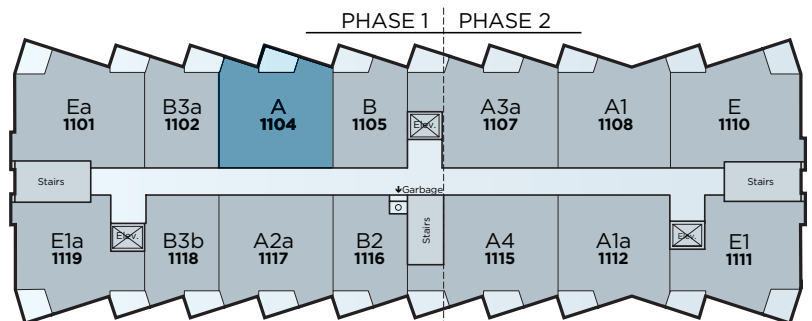 PHASE 1 PHASE 2
Ea
1101
B3a
1102
A
1104
B
1105
Elev.
A3a
1107
A1
1108
E
1110
Stairs
Garbage
Stairs
E1a
1119
Elev.
B3b
1118
A2a
1117
B2
1116
Stairs
A4
1115
A1a
1112
Elev.
E1
1111